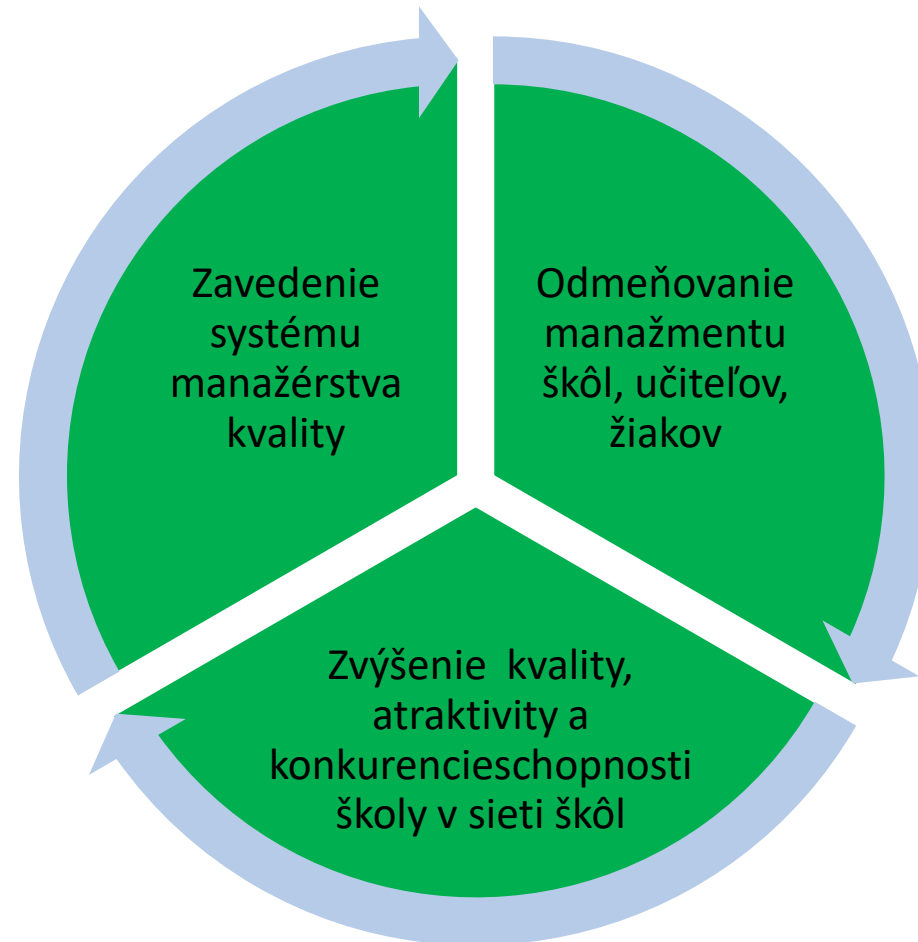 Zavedenie
systému
manažérstva
kvality
Odmeňovanie
manažmentu
škôl, učiteľov,
žiakov
Zvýšenie  kvality,
atraktivity a
konkurencieschopnosti
školy v sieti škôl